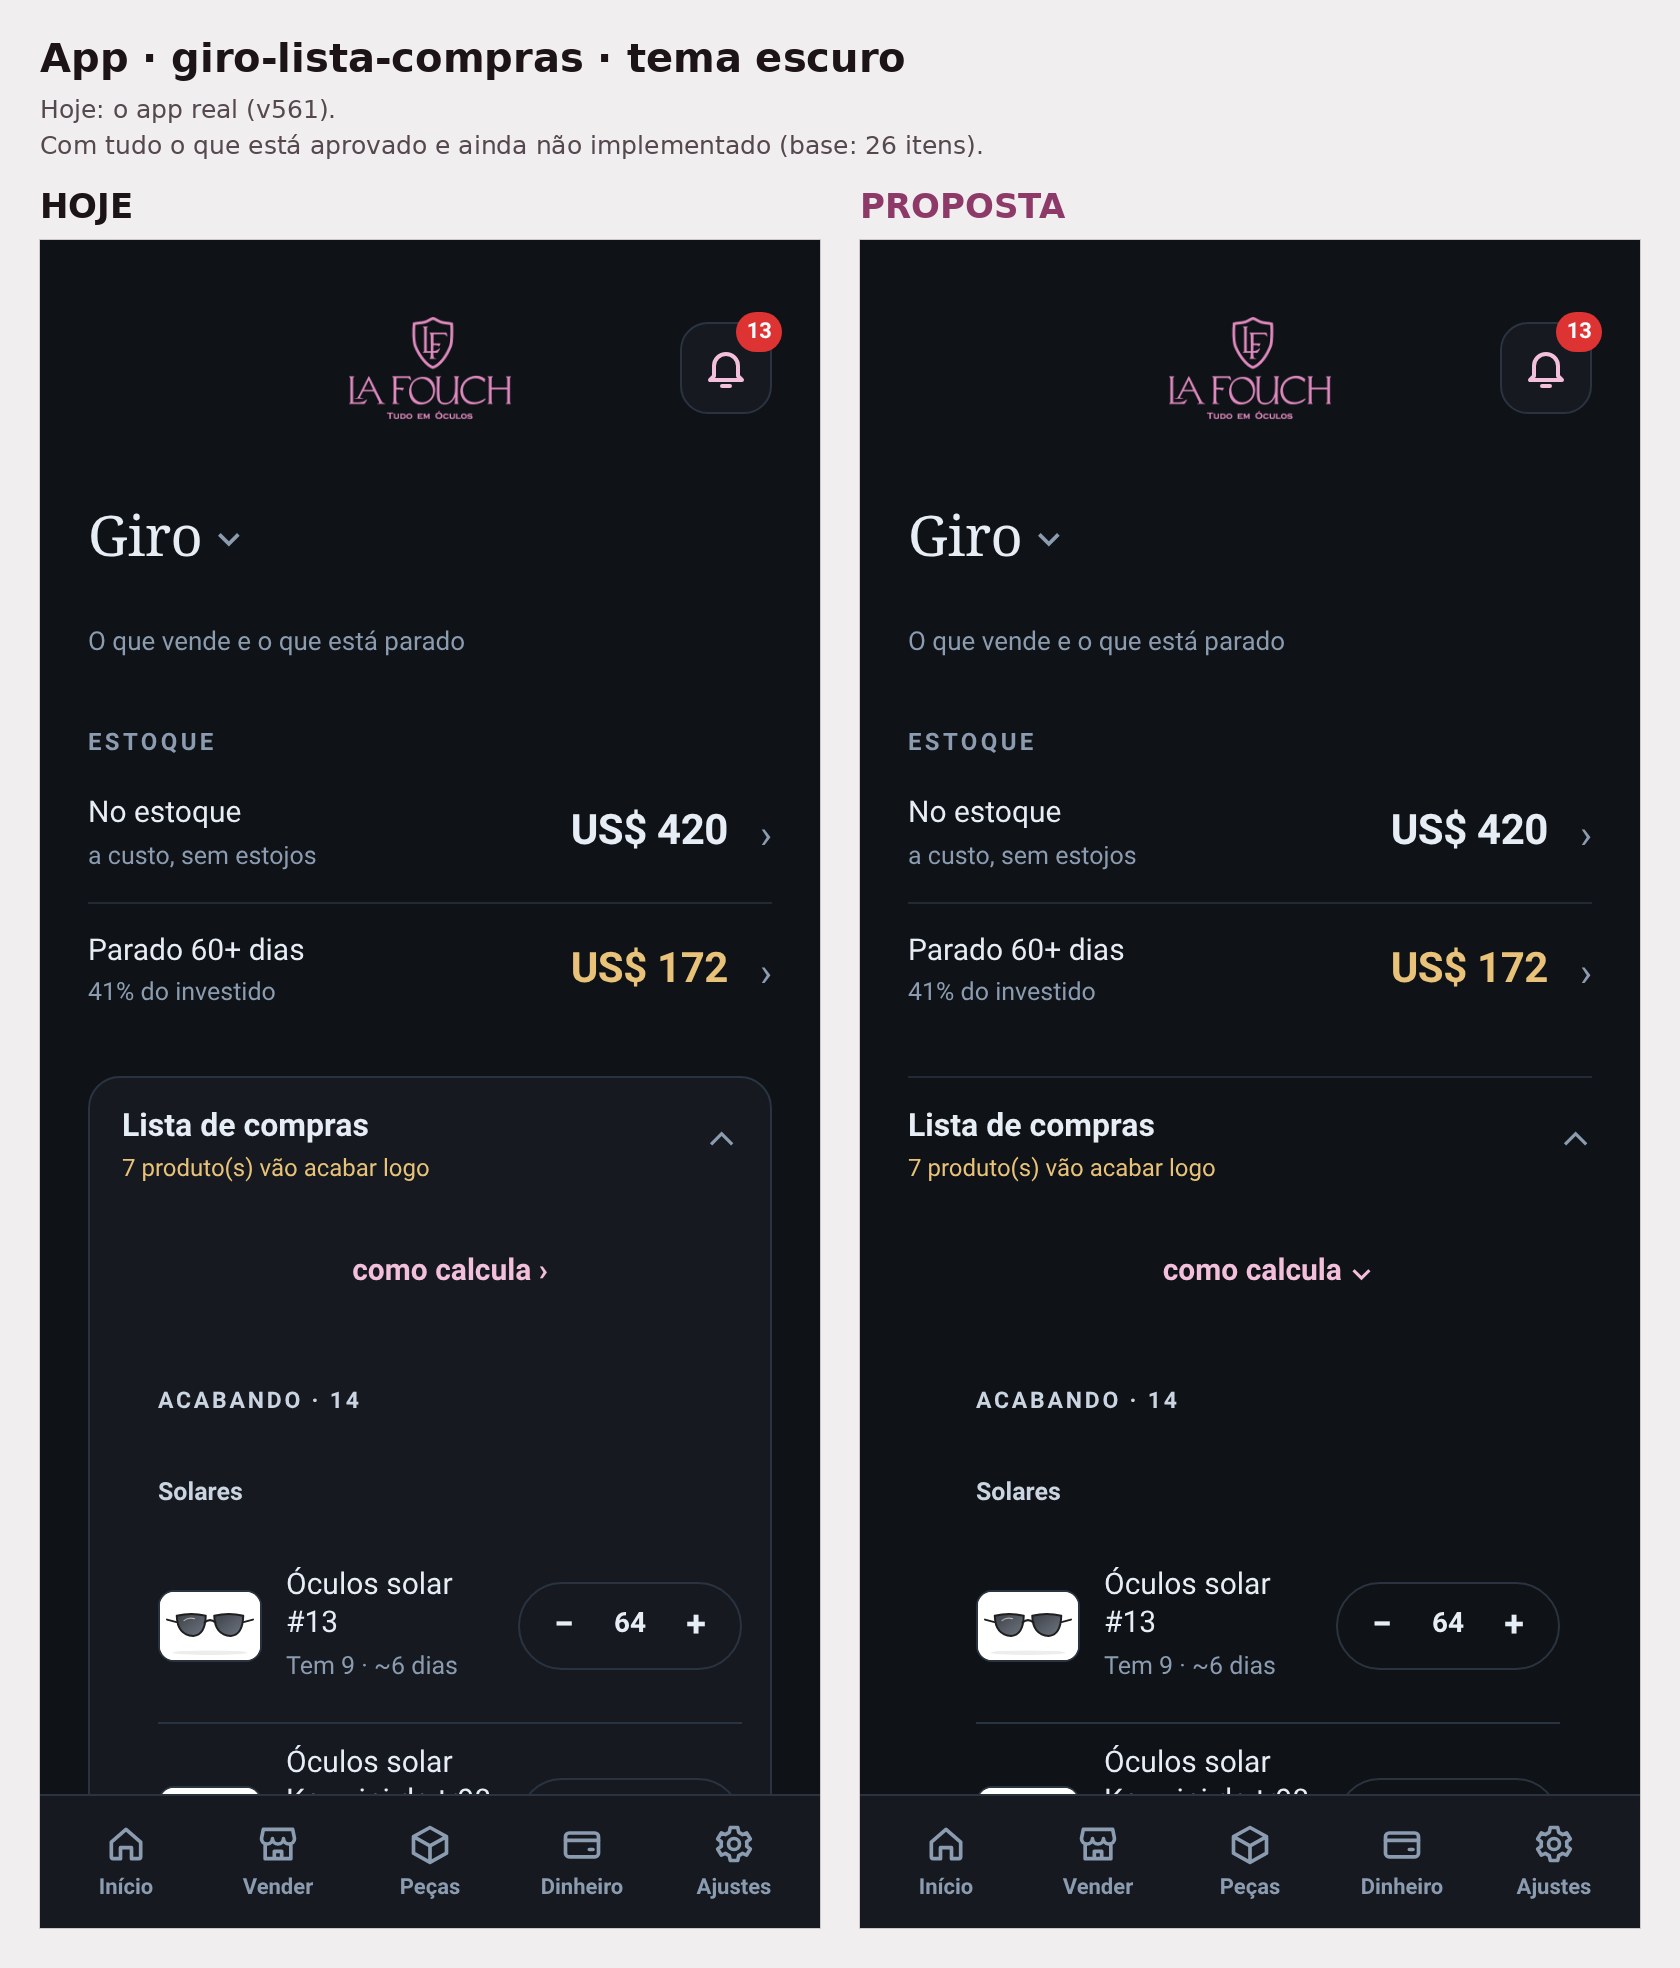 App · giro-lista-compras · tema escuro
Hoje: o app real (v561).
Com tudo o que está aprovado e ainda não implementado (base: 26 itens).
HOJE
LF
LA FOUCH
TUDO EM ÓCULOS
13
Giro
O que vende e o que está parado
ESTOQUE
No estoque
a custo, sem estojos
US$ 420 ›
Parado 60+ dias
41% do investido
US$ 172 ›
Lista de compras
7 produto(s) vão acabar logo
como calcula ›
ACABANDO · 14
Solares
Óculos solar
#13
Tem 9 · ~6 dias
− 64 +
Óculos solar
Início
Vender
Peças
Dinheiro
Ajustes
PROPOSTA
LF
LA FOUCH
TUDO EM ÓCULOS
13
Giro
O que vende e o que está parado
ESTOQUE
No estoque
a custo, sem estojos
US$ 420 ›
Parado 60+ dias
41% do investido
US$ 172 ›
Lista de compras
7 produto(s) vão acabar logo
como calcula
ACABANDO · 14
Solares
Óculos solar
#13
Tem 9 · ~6 dias
− 64 +
Óculos solar
Início
Vender
Peças
Dinheiro
Ajustes